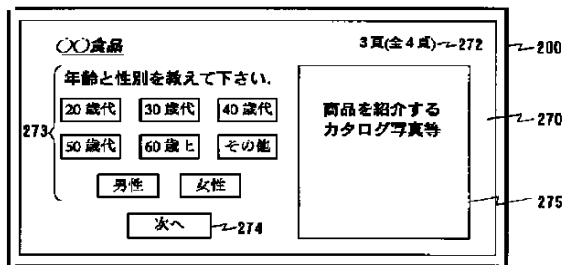 〇〇食品
3頁(全4頁) 272
200
年齢と性別を教えて下さい.
20歳代 30歳代 40歳代
273
50歳代 60歳ヒ その他
男性 女性
次へ 274
商品を紹介する
カタログ写真等
270
275